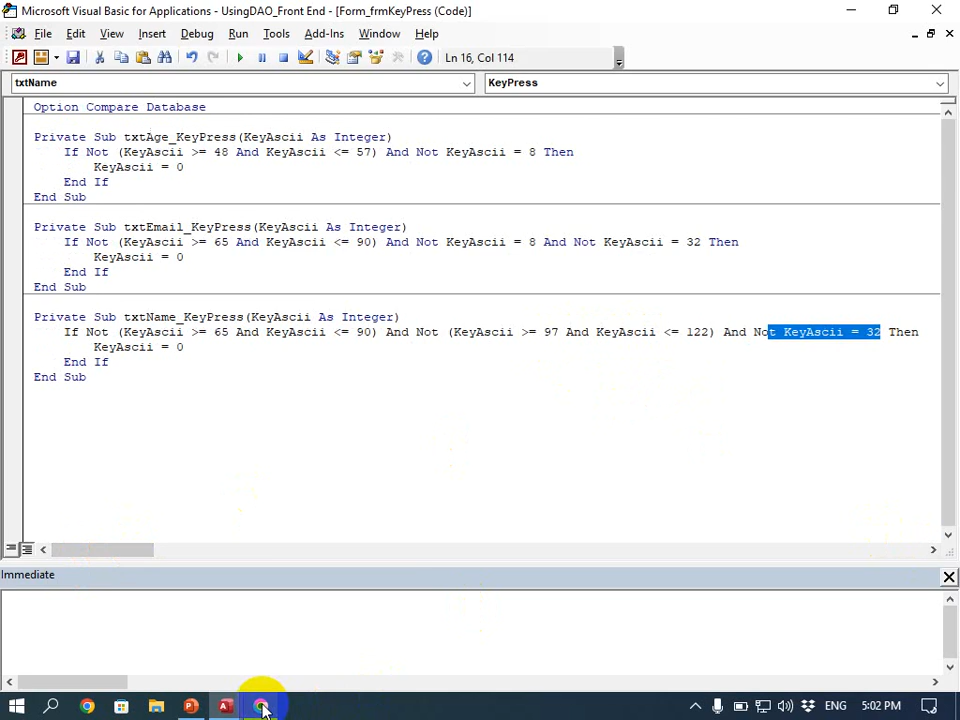 Microsoft Visual Basic for Applications - UsingDAO_Front End - [Form_frmKeyPress (Code)]
File Edit View Insert Format Debug Run Tools Add-Ins Window Help
Ln 16, Col 114
txtName KeyPress
Option Compare Database
Private Sub txtAge_KeyPress(KeyAscii As Integer)
If Not (KeyAscii >= 48 And KeyAscii <= 57) And Not KeyAscii = 8 Then
KeyAscii = 0
End If
End Sub
Private Sub txtEmail_KeyPress(KeyAscii As Integer)
If Not (KeyAscii >= 65 And KeyAscii <= 90) And Not KeyAscii = 8 And Not KeyAscii = 32 Then
KeyAscii = 0
End If
End Sub
Private Sub txtName_KeyPress(KeyAscii As Integer)
If Not (KeyAscii >= 65 And KeyAscii <= 90) And Not (KeyAscii >= 97 And KeyAscii <= 122) And Not KeyAscii = 32 Then
KeyAscii = 0
End If
End Sub
Immediate
ENG 5:02 PM